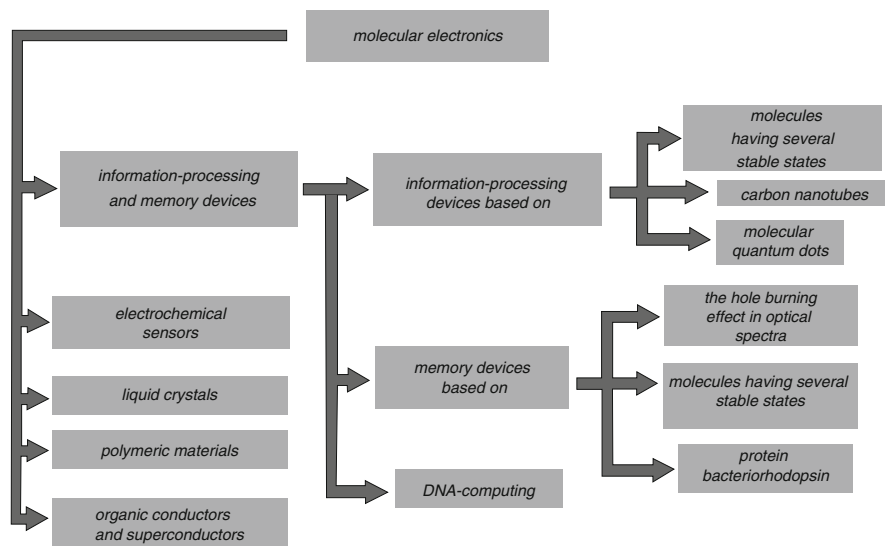 molecular electronics
information-processing
and memory devices
information-processing
devices based on
molecules
having several
stable states
carbon nanotubes
molecular
quantum dots
electrochemical
sensors
liquid crystals
polymeric materials
organic conductors
and superconductors
memory devices
based on
DNA-computing
the hole burning
effect in optical
spectra
molecules having several
stable states
protein
bacteriorhodopsin